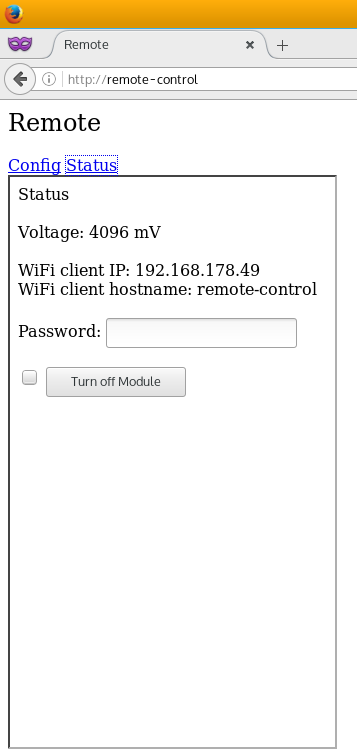 Remote
http://remote-control
Remote
Config Status
Status
Voltage: 4096 mV
WiFi client IP: 192.168.178.49
WiFi client hostname: remote-control
Password:
Turn off Module